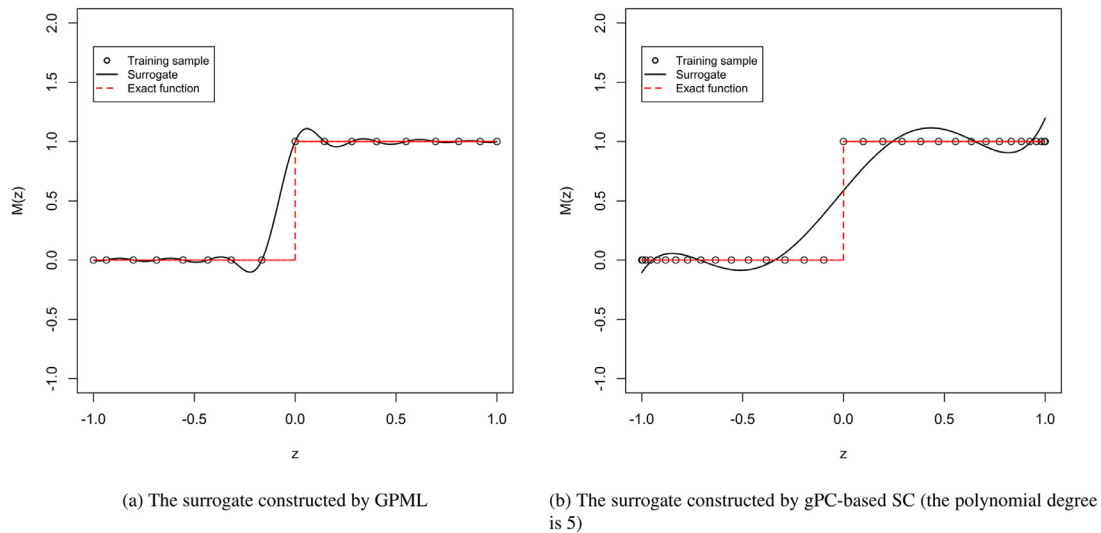 2.0
1.5
1.0
0.5
0.0
-0.5
-1.0
M(z)
Training sample
Surrogate
Exact function
-1.0 -0.5 0.0 0.5 1.0
z
(a) The surrogate constructed by GPML
2.0
1.5
1.0
0.5
0.0
-0.5
-1.0
M(z)
Training sample
Surrogate
Exact function
-1.0 -0.5 0.0 0.5 1.0
z
(b) The surrogate constructed by gPC-based SC (the polynomial degree
is 5)